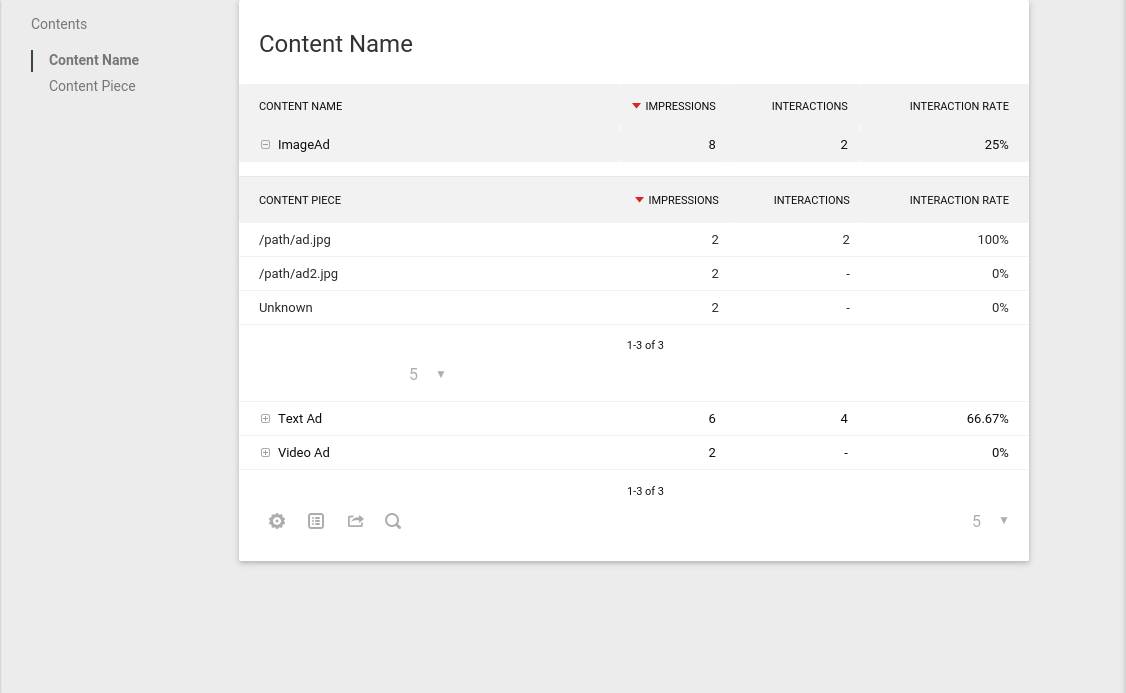 Contents
Content Name
Content Piece
Content Name
CONTENT NAME IMPRESSIONS INTERACTIONS INTERACTION RATE
ImageAd 8 2 25%
CONTENT PIECE IMPRESSIONS INTERACTIONS INTERACTION RATE
/path/ad.jpg 2 2 100%
/path/ad2.jpg 2 - 0%
Unknown 2 - 0%
1-3 of 3
5
Text Ad 6 4 66.67%
Video Ad 2 - 0%
1-3 of 3
5